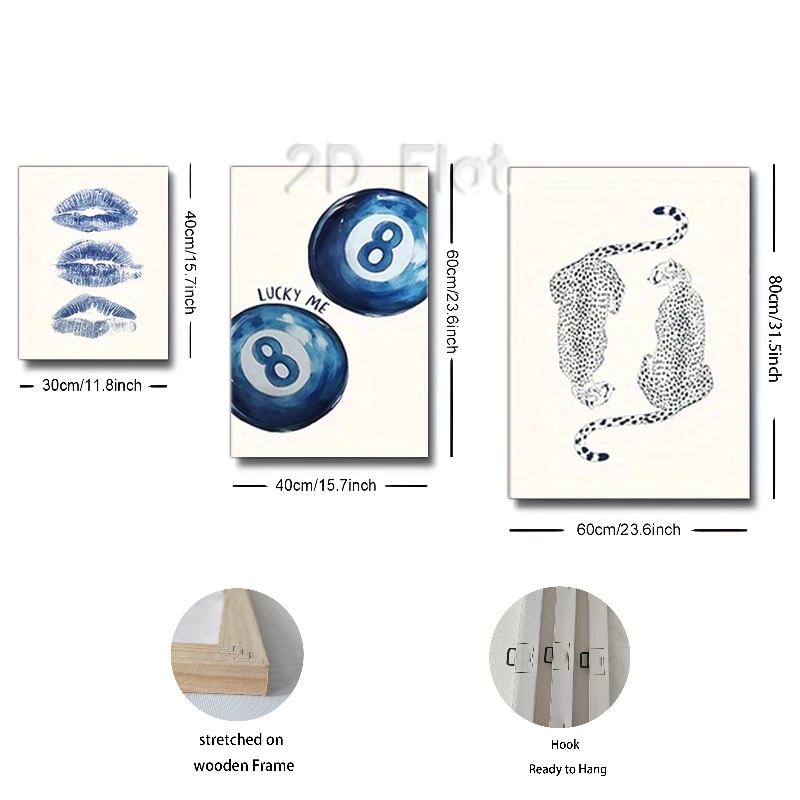 2D Flat
40cm/15.7inch
30cm/11.8inch
8
LUCKY ME
8
60cm/23.6inch
40cm/15.7inch
80cm/31.5inch
60cm/23.6inch
stretched on
wooden Frame
Hook
Ready to Hang